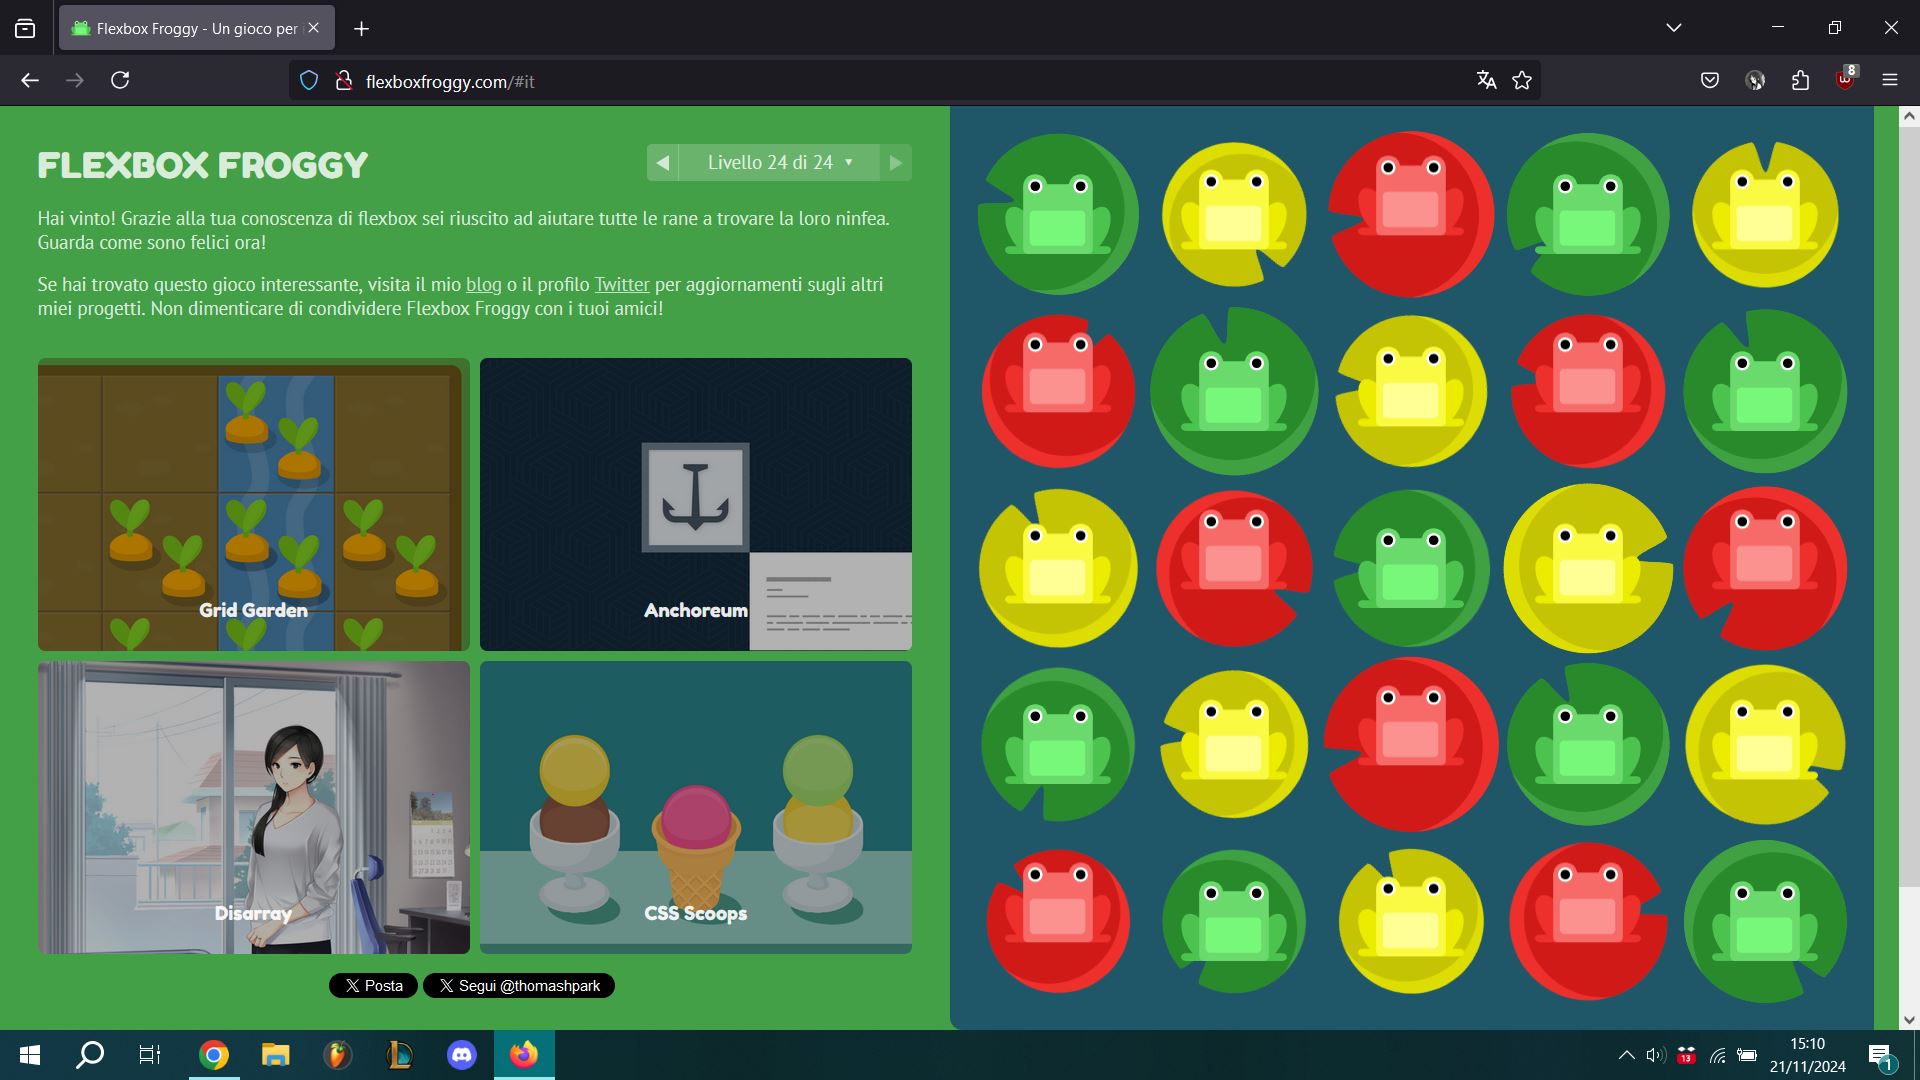 Flexbox Froggy - Un gioco per i
flexboxfroggy.com/#it
8
FLEXBOX FROGGY
Livello 24 di 24
Hai vinto! Grazie alla tua conoscenza di flexbox sei riuscito ad aiutare tutte le rane a trovare la loro ninfea.
Guarda come sono felici ora!
Se hai trovato questo gioco interessante, visita il mio blog o il profilo Twitter per aggiornamenti sugli altri
miei progetti. Non dimenticare di condividere Flexbox Froggy con i tuoi amici!
Grid Garden
Anchoreum
Disarray
CSS Scoops
Posta
Segui @thomashpark
13
15:10
21/11/2024
1